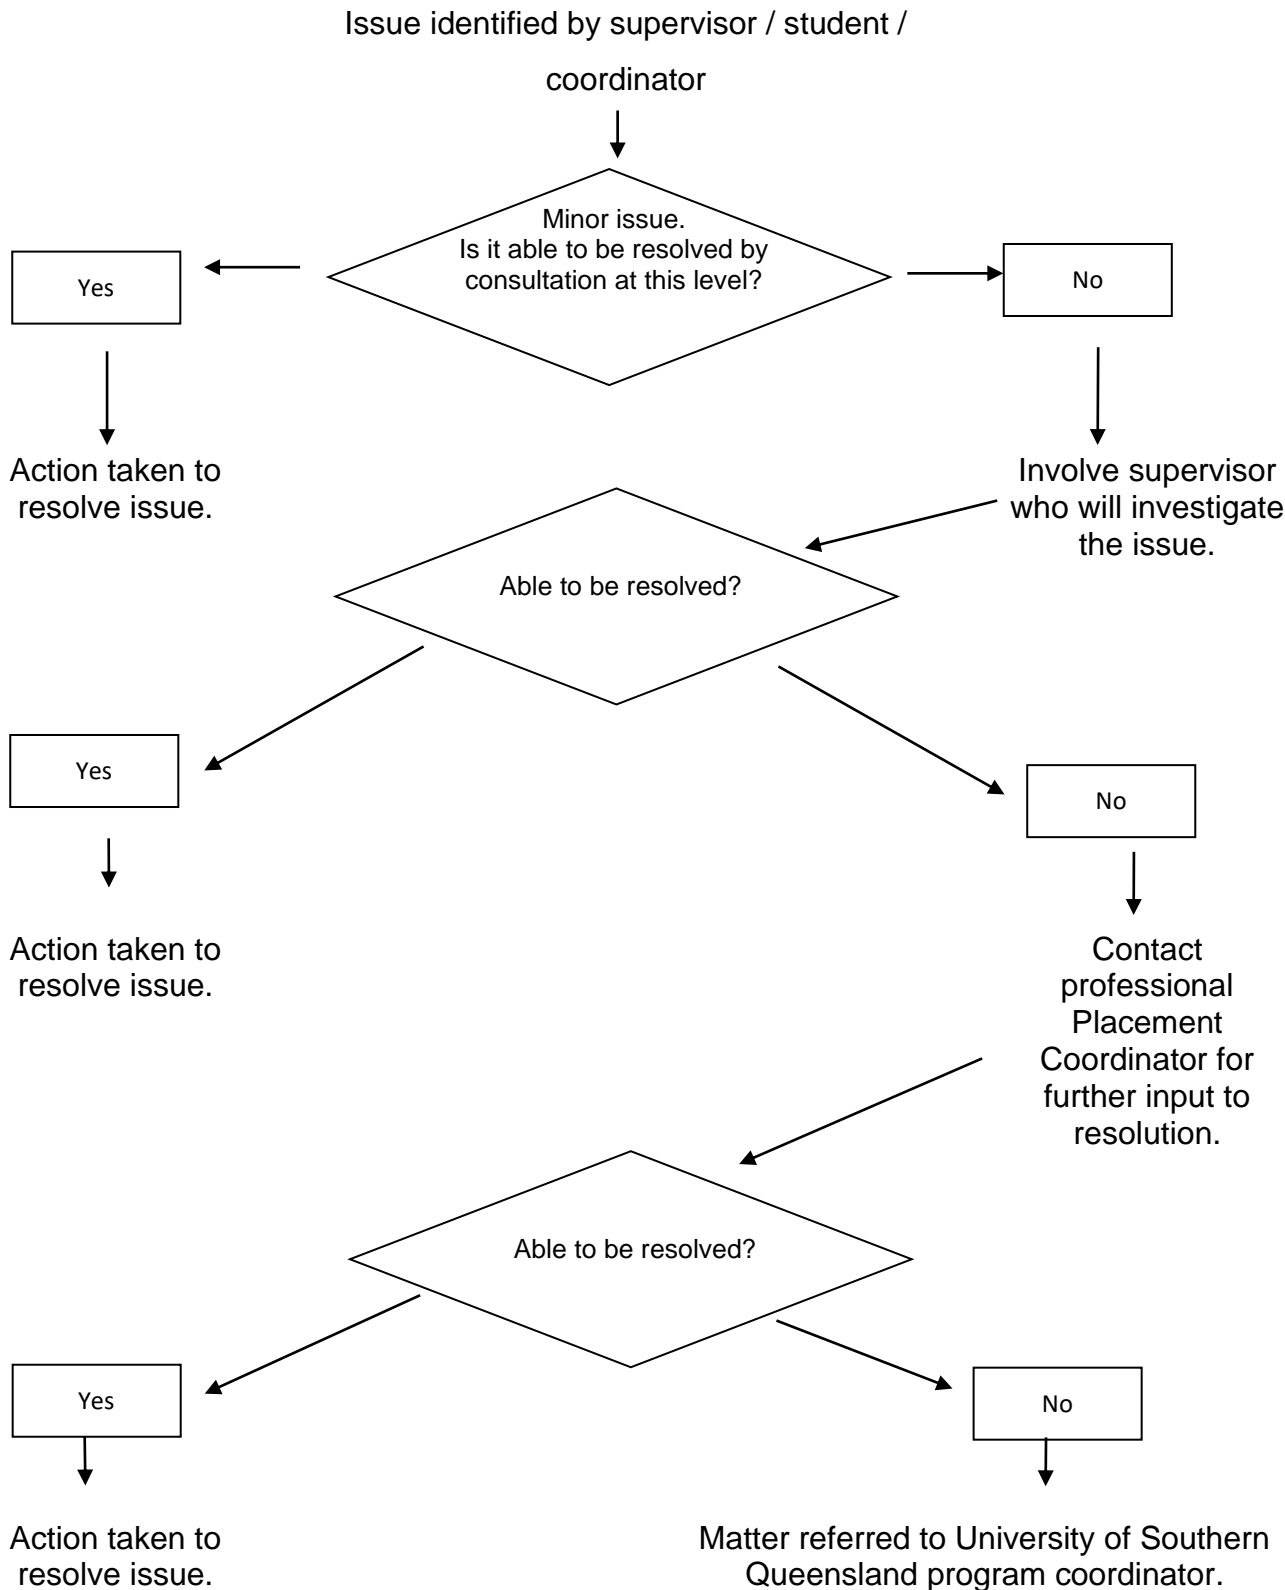 Issue identified by supervisor / student /
coordinator
Minor issue.
Is it able to be resolved by
consultation at this level?
Yes
No
Action taken to
resolve issue.
Involve supervisor
who will investigate
the issue.
Able to be resolved?
Yes
No
Action taken to
resolve issue.
Contact
professional
Placement
Coordinator for
further input to
resolution.
Able to be resolved?
Yes
No
Action taken to
resolve issue.
Matter referred to University of Southern
Queensland program coordinator.